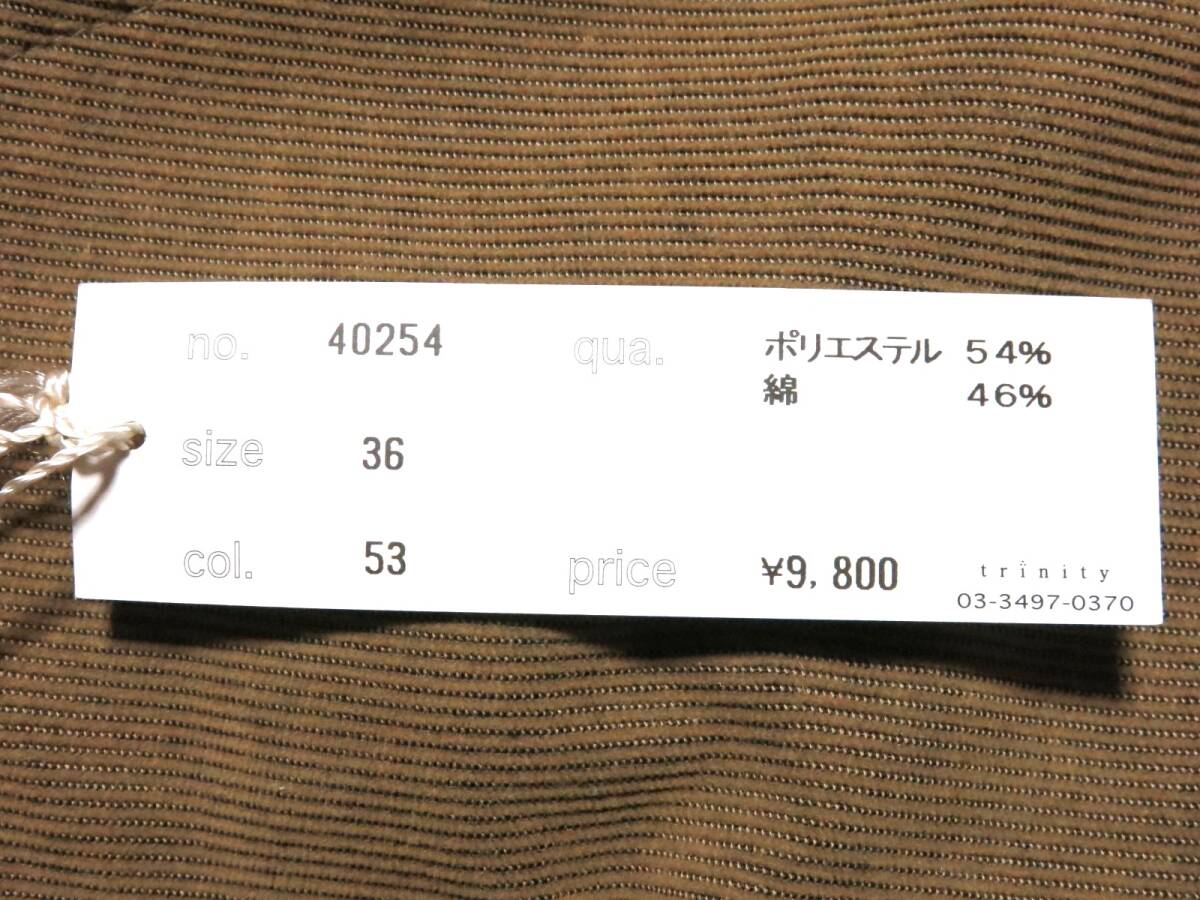 no. 40254
size 36
col. 53
qua. ポリエステル 54%
綿 46%
price ¥9,800
trinity
03-3497-0370